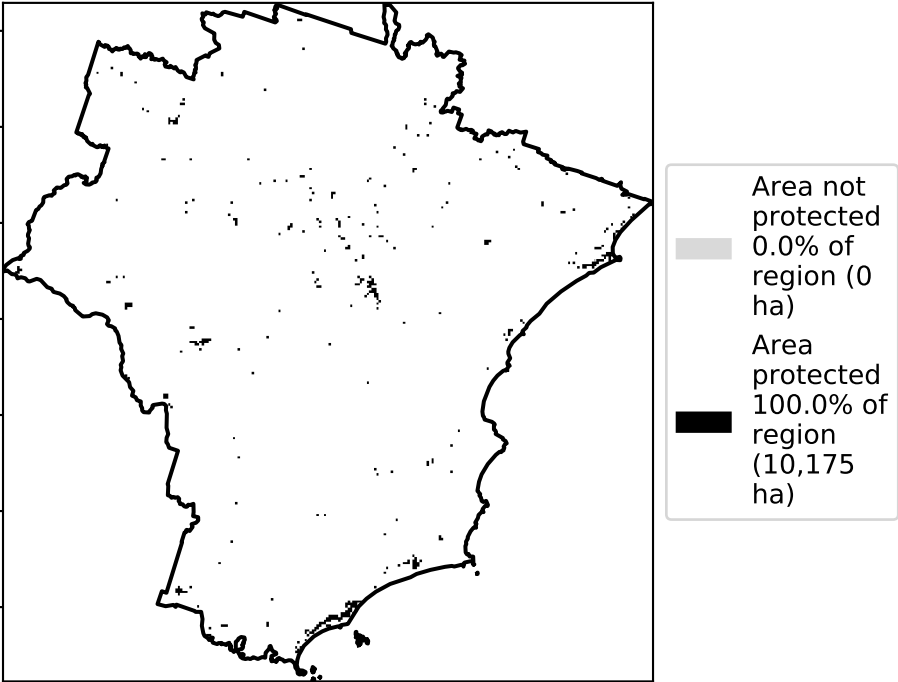 Area not
protected
0.0% of
region (0
ha)
Area
protected
100.0% of
region
(10,175
ha)